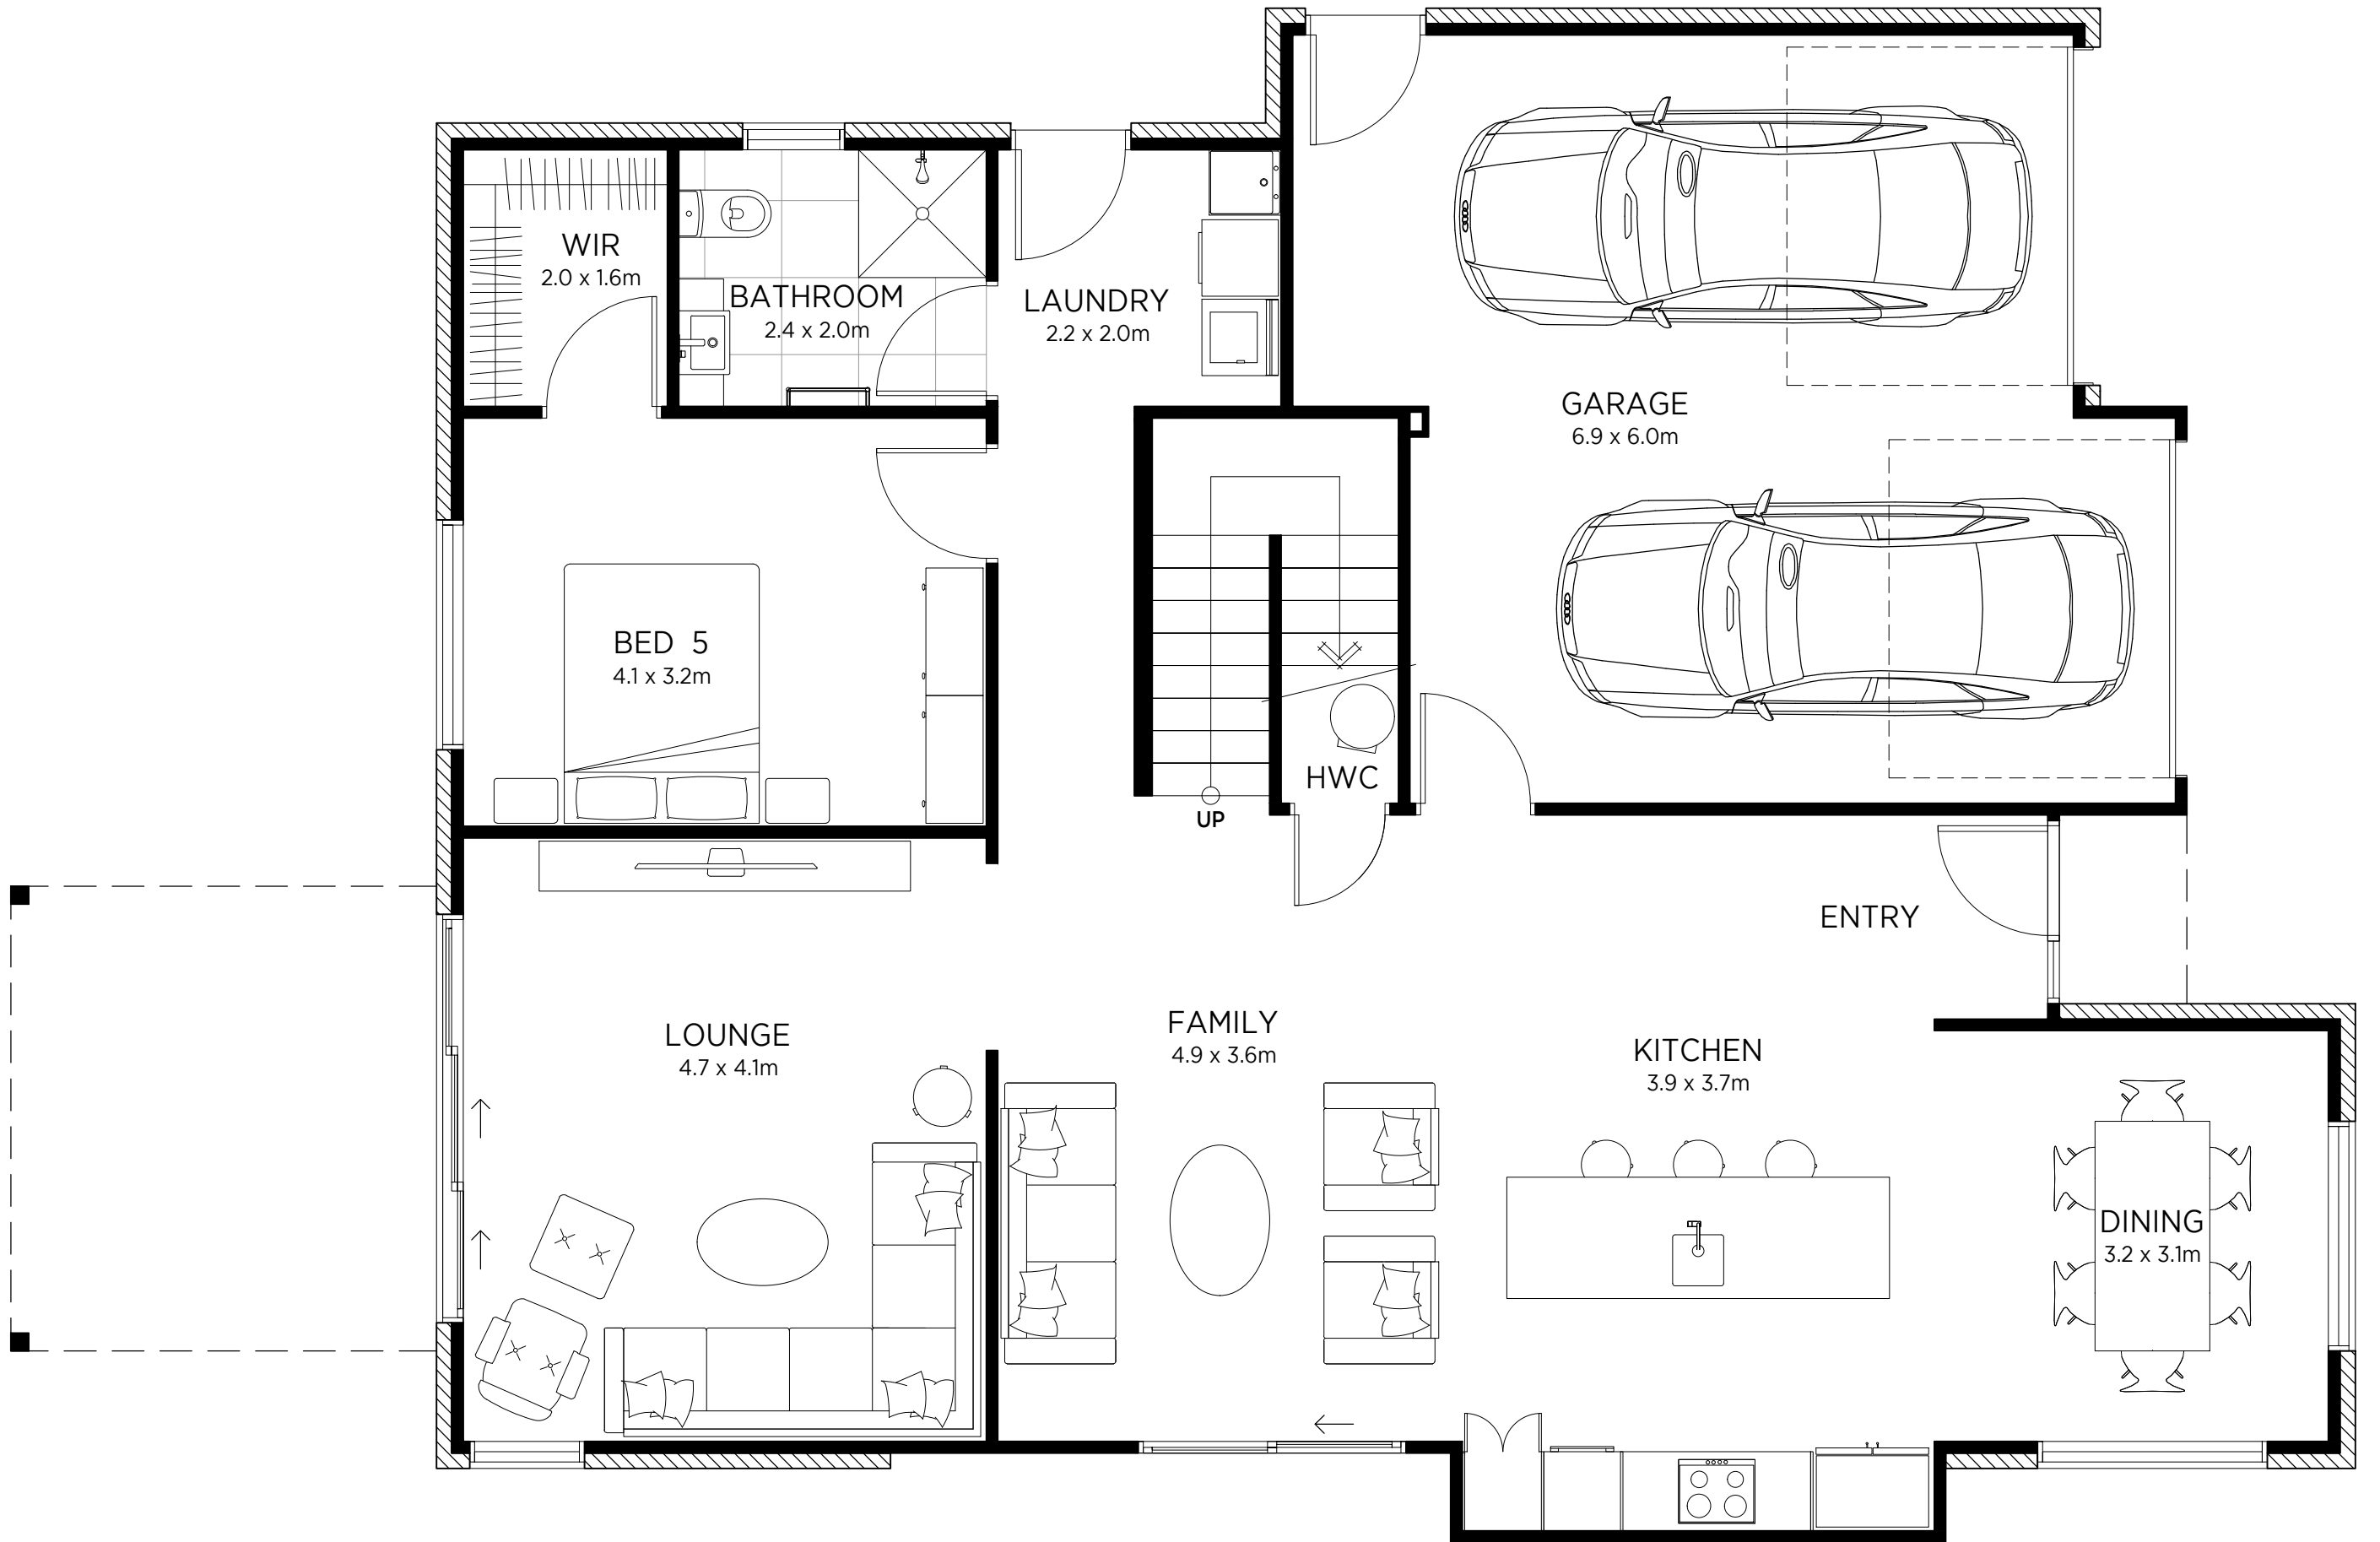 WIR
2.0 x 1.6m
BATHROOM
2.4 x 2.0m
LAUNDRY
2.2 x 2.0m
GARAGE
6.9 x 6.0m
BED 5
4.1 x 3.2m
HWC
UP
ENTRY
LOUNGE
4.7 x 4.1m
FAMILY
4.9 x 3.6m
KITCHEN
3.9 x 3.7m
DINING
3.2 x 3.1m